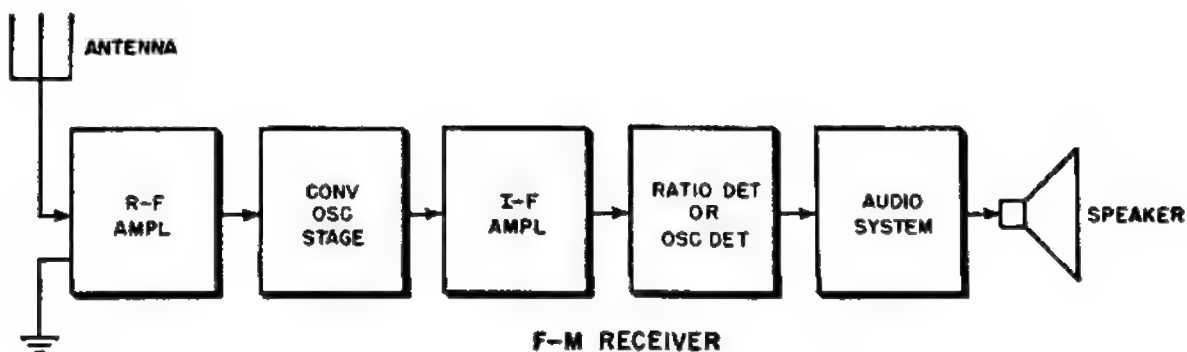 ANTENNA
R-F
AMPL
CONV
OSC
STAGE
I-F
AMPL
RATIO DET
OR
OSC DET
AUDIO
SYSTEM
SPEAKER
F-M RECEIVER